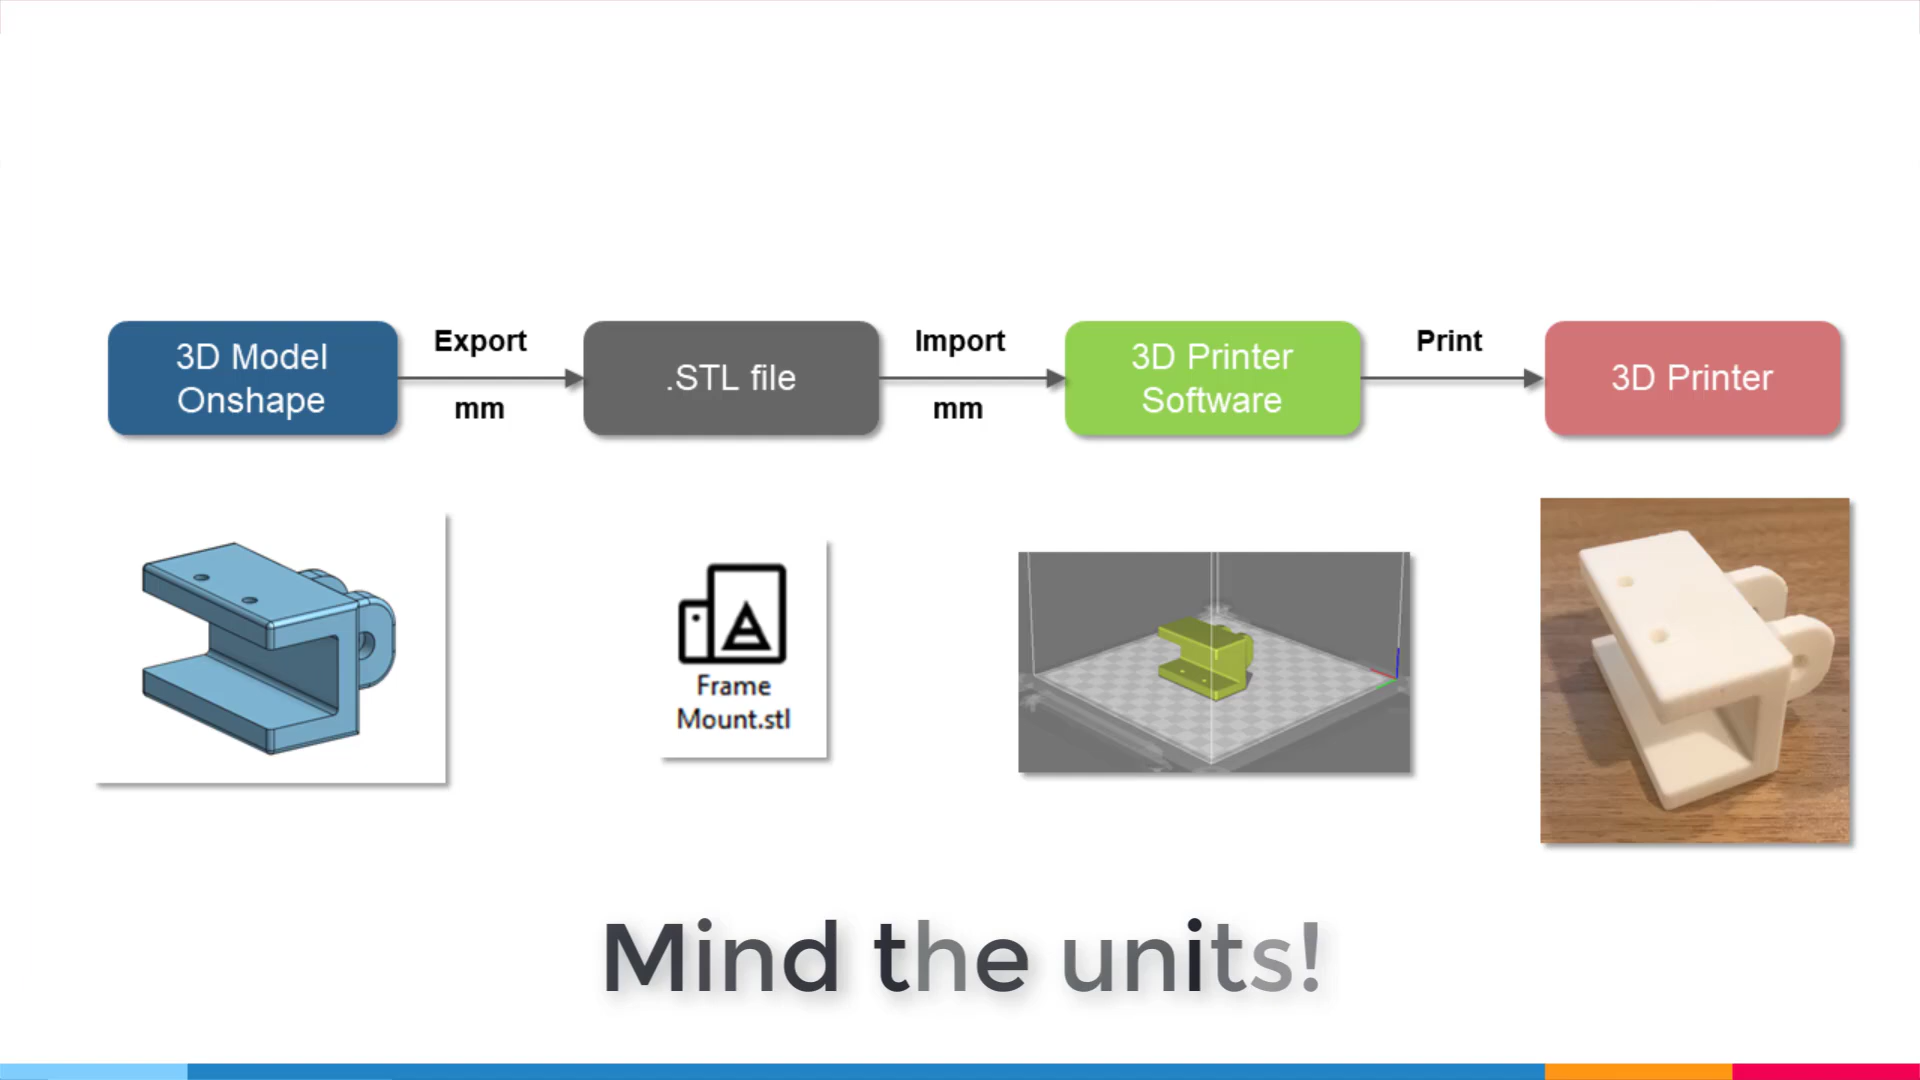 3D Model
Onshape
Export
mm
.STL file
Import
mm
3D Printer
Software
Print
3D Printer
Frame
Mount.stl
Mind the units!